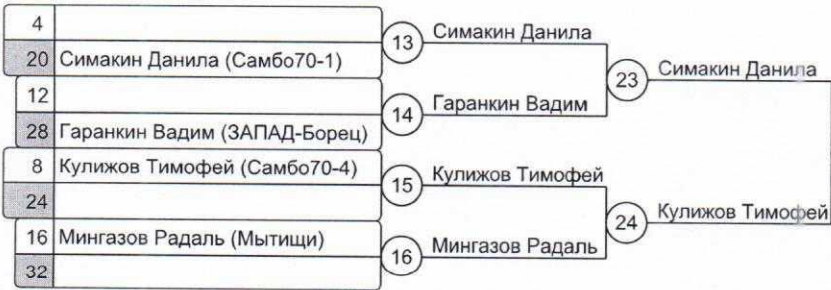 4
13 Симакин Данила
20 Симакин Данила (Самбо70-1)
23 Симакин Данила
12
14 Гаранкин Вадим
28 Гаранкин Вадим (ЗАПАД-Борец)
8 Кулижов Тимофей (Самбо70-4)
15 Кулижов Тимофей
24
24 Кулижов Тимофей
16 Мингазов Радаль (Мытищи)
16 Мингазов Радаль
32